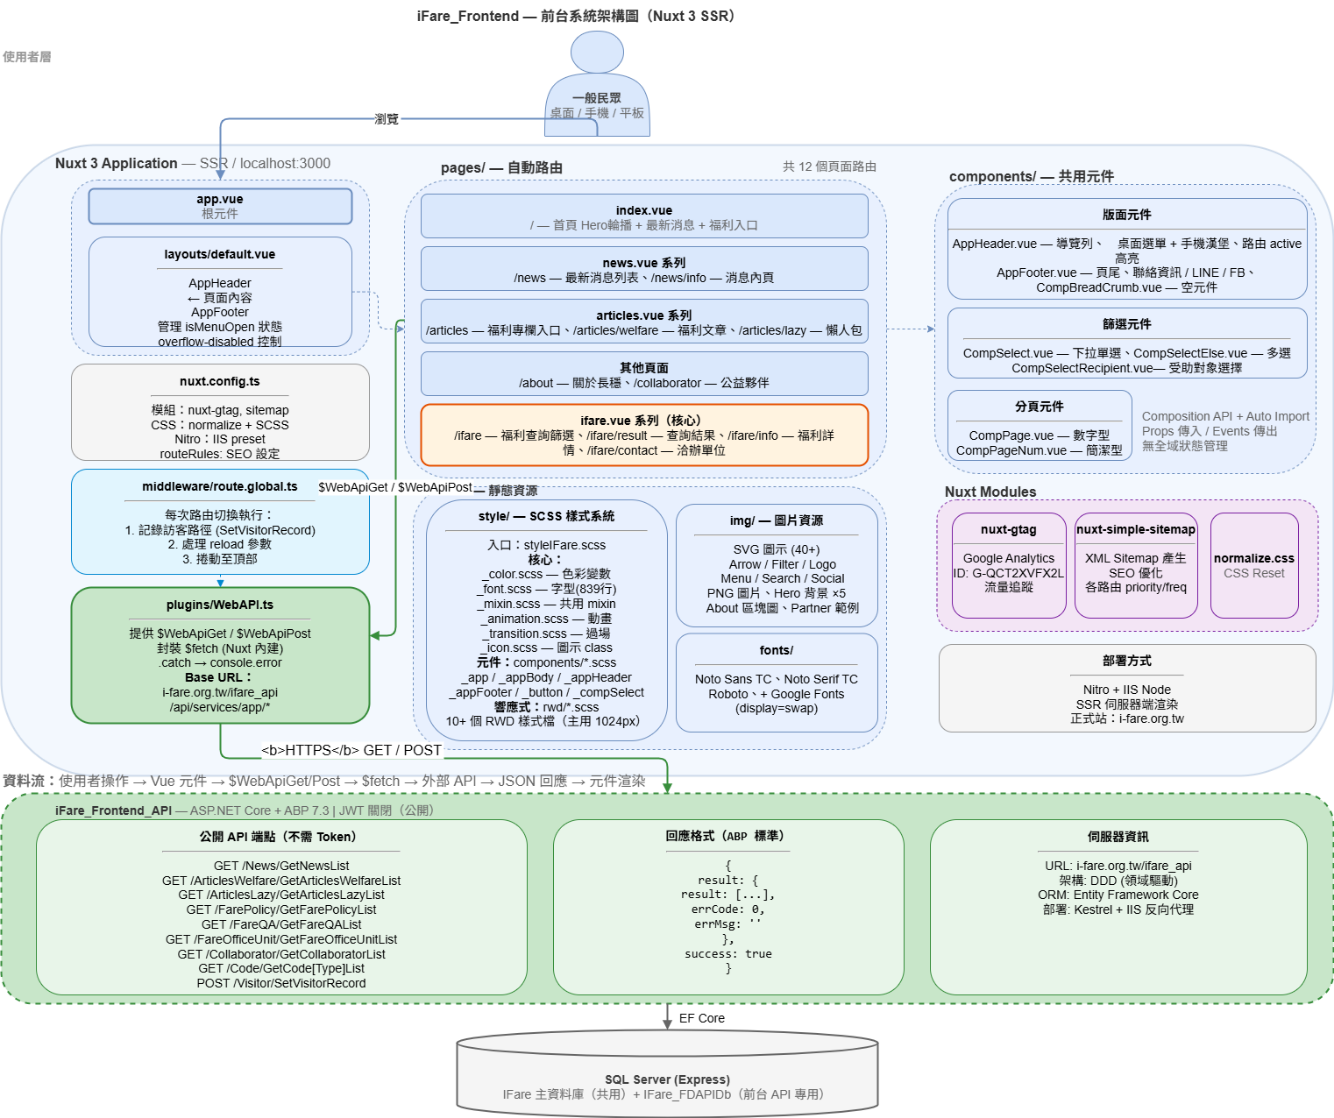 iFare_Frontend — 前台系統架構圖（Nuxt 3 SSR）
使用者層
一般民眾
桌面 / 手機 / 平板
瀏覽
Nuxt 3 Application — SSR / localhost:3000
app.vue
根元件
layouts/default.vue
AppHeader
← 頁面內容
AppFooter
管理 isMenuOpen 狀態
overflow-disabled 控制
nuxt.config.ts
模組：nuxt-gtag, sitemap
CSS：normalize + SCSS
Nitro：IIS preset
routeRules: SEO 設定
middleware/route.global.ts
每次路由切換執行：
1. 記錄訪客路徑 (SetVisitorRecord)
2. 處理 reload 參數
3. 捲動至頂部
plugins/WebAPI.ts
提供 $WebApiGet / $WebApiPost
封裝 $fetch (Nuxt 內建)
.catch → console.error
Base URL：
i-fare.org.tw/ifare_api
/api/services/app/*
pages/ — 自動路由
共 12 個頁面路由
index.vue
/ — 首頁 Hero輪播 + 最新消息 + 福利入口
news.vue 系列
/news — 最新消息列表、/news/info — 消息內頁
articles.vue 系列
/articles — 福利專欄入口、/articles/welfare — 福利文章、/articles/lazy — 懶人包
其他頁面
/about — 關於長穩、/collaborator — 公益夥伴
ifare.vue 系列（核心）
/ifare — 福利查詢篩選、/ifare/result — 查詢結果、/ifare/info — 福利詳
情、/ifare/contact — 洽辦單位
$WebApiGet / $WebApiPost
— 靜態資源
style/ — SCSS 樣式系統
入口：styleIFare.scss
核心：
_color.scss — 色彩變數
_font.scss — 字型(839行)
_mixin.scss — 共用 mixin
_animation.scss — 動畫
_transition.scss — 過場
_icon.scss — 圖示 class
元件：components/*.scss
_app / _appBody / _appHeader
_appFooter / _button / _compSelect
響應式：rwd/*.scss
10+ 個 RWD 樣式檔（主用 1024px）
img/ — 圖片資源
SVG 圖示 (40+)
Arrow / Filter / Logo
Menu / Search / Social
PNG 圖片、Hero 背景 ×5
About 區塊圖、Partner 範例
fonts/
Noto Sans TC、Noto Serif TC
Roboto、+ Google Fonts
(display=swap)
components/ — 共用元件
版面元件
AppHeader.vue — 導覽列、 桌面選單 + 手機漢堡、路由 active
高亮
AppFooter.vue — 頁尾、聯絡資訊 / LINE / FB、
CompBreadCrumb.vue — 空元件
篩選元件
CompSelect.vue — 下拉單選、CompSelectElse.vue — 多選
CompSelectRecipient.vue— 受助對象選擇
分頁元件
CompPage.vue — 數字型
CompPageNum.vue — 簡潔型
Composition API + Auto Import
Props 傳入 / Events 傳出
無全域狀態管理
Nuxt Modules
nuxt-gtag
Google Analytics
ID: G-QCT2XVFX2L
流量追蹤
nuxt-simple-sitemap
XML Sitemap 產生
SEO 優化
各路由 priority/freq
normalize.css
CSS Reset
部署方式
Nitro + IIS Node
SSR 伺服器端渲染
正式站：i-fare.org.tw
<b>HTTPS</b> GET / POST
資料流：使用者操作 → Vue 元件 → $WebApiGet/Post → $fetch → 外部 API → JSON 回應 → 元件渲染
iFare_Frontend_API — ASP.NET Core + ABP 7.3 | JWT 關閉（公開）
公開 API 端點（不需 Token）
GET /News/GetNewsList
GET /ArticlesWelfare/GetArticlesWelfareList
GET /ArticlesLazy/GetArticlesLazyList
GET /FarePolicy/GetFarePolicyList
GET /FareQA/GetFareQAList
GET /FareOfficeUnit/GetFareOfficeUnitList
GET /Collaborator/GetCollaboratorList
GET /Code/GetCode[Type]List
POST /Visitor/SetVisitorRecord
回應格式（ABP 標準）
{
result: {
result: [...],
errCode: 0,
errMsg: ''
},
success: true
}
伺服器資訊
URL: i-fare.org.tw/ifare_api
架構: DDD (領域驅動)
ORM: Entity Framework Core
部署: Kestrel + IIS 反向代理
EF Core
SQL Server (Express)
IFare 主資料庫（共用）+ IFare_FDAPIDb（前台 API 專用）